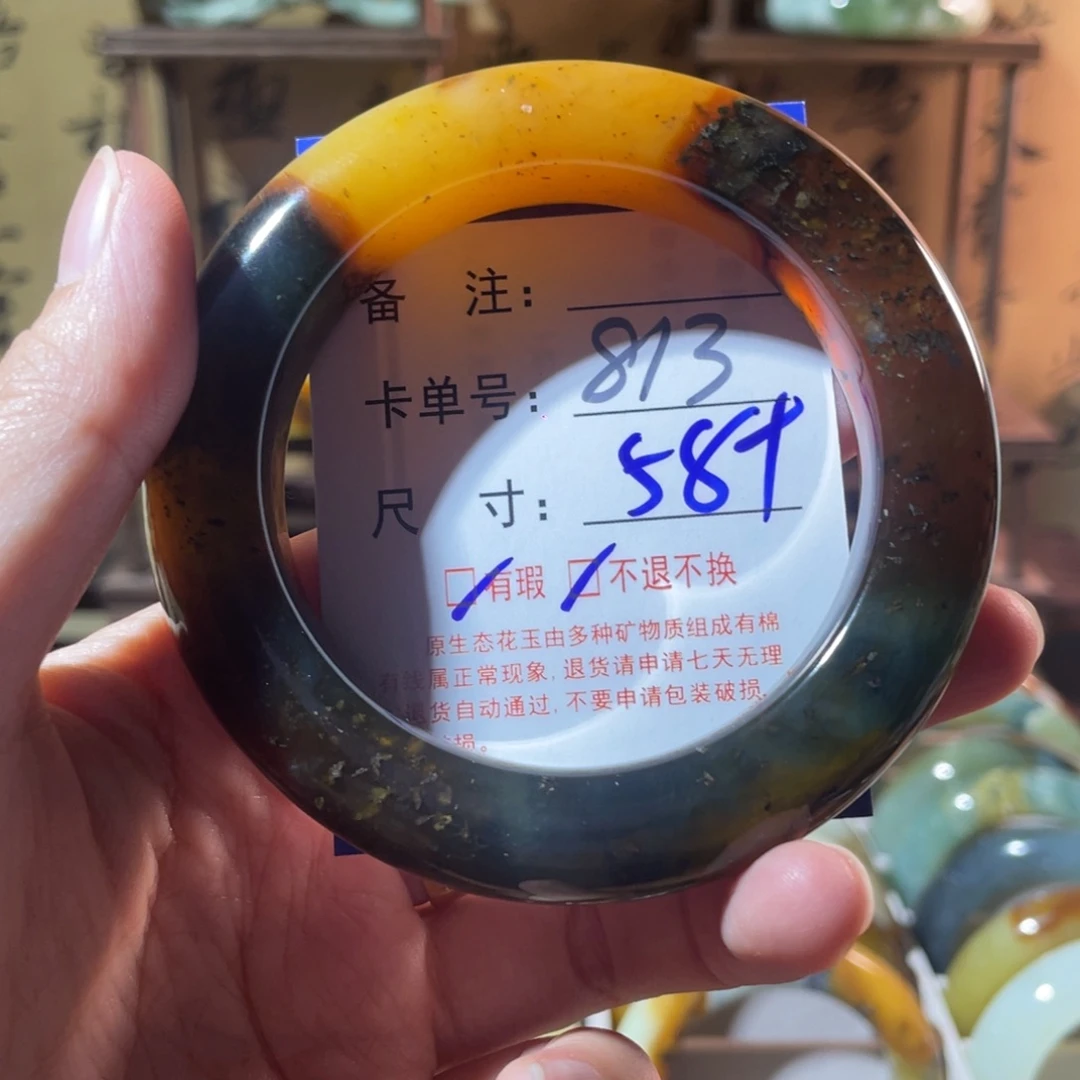 备 注：
卡单号：813
尺 寸：58+
□有瑕 □不退不换
原生态花玉由多种矿物质组成有棉
有线属正常现象，退货请申请七天无理
退货自动通过，不要申请包装破损、
损。